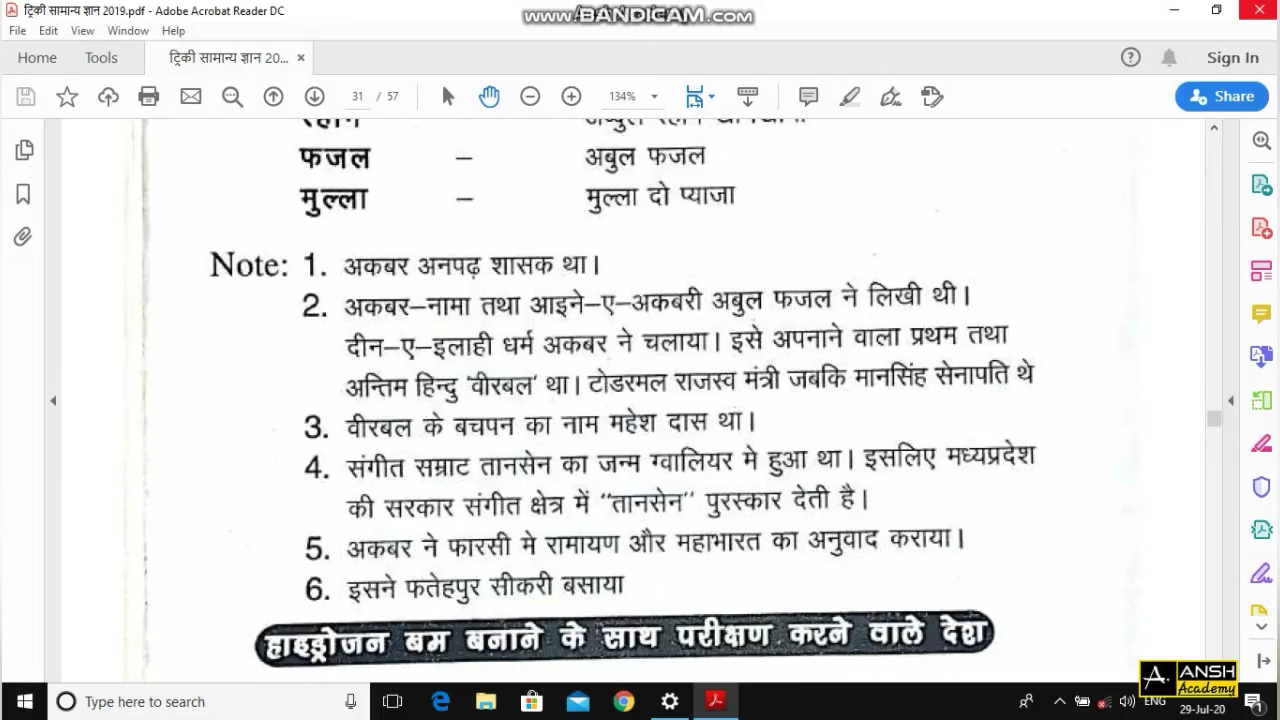 ट्रिकी सामान्य ज्ञान 2019.pdf - Adobe Acrobat Reader DC
www.BANDICAM.com
File Edit View Window Help
Home Tools ट्रिकी सामान्य ज्ञान 20... ×
Sign In
31 / 57
134%
Share
फजल – अबुल फजल
मुल्ला – मुल्ला दो प्याजा
Note: 1. अकबर अनपढ़ शासक था।
2. अकबर–नामा तथा आइने–ए–अकबरी अबुल फजल ने लिखी थी।
दीन–ए–इलाही धर्म अकबर ने चलाया। इसे अपनाने वाला प्रथम तथा
अन्तिम हिन्दु 'वीरबल' था। टोडरमल राजस्व मंत्री जबकि मानसिंह सेनापति थे
3. वीरबल के बचपन का नाम महेश दास था।
4. संगीत सम्राट तानसेन का जन्म ग्वालियर मे हुआ था। इसलिए मध्यप्रदेश
की सरकार संगीत क्षेत्र में "तानसेन" पुरस्कार देती है।
5. अकबर ने फारसी मे रामायण और महाभारत का अनुवाद कराया।
6. इसने फतेहपुर सीकरी बसाया
हाइड्रोजन बम बनाने के साथ परीक्षण करने वाले देश
A. ANSH
Academy
Type here to search
ENG
29-Jul-20
1